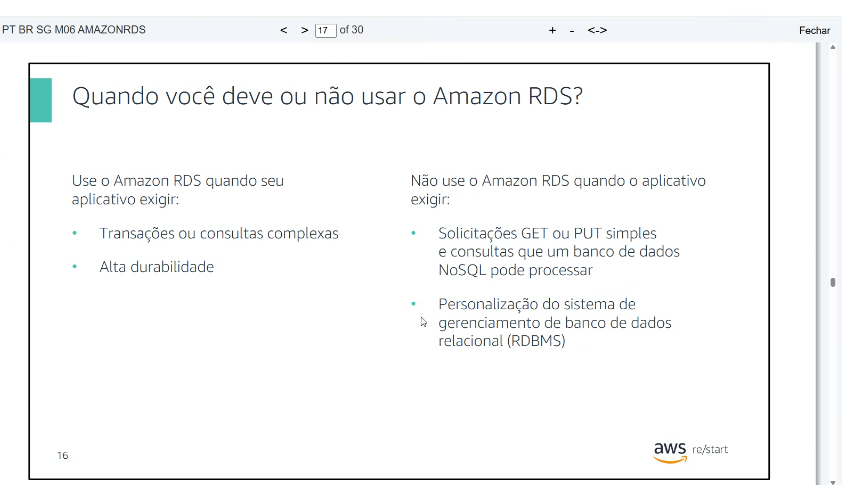 PT BR SG M06 AMAZONRDS
< > 17 of 30
+ - <->
Fechar
Quando você deve ou não usar o Amazon RDS?
Use o Amazon RDS quando seu
aplicativo exigir:
• Transações ou consultas complexas
• Alta durabilidade
Não use o Amazon RDS quando o aplicativo
exigir:
• Solicitações GET ou PUT simples
e consultas que um banco de dados
NoSQL pode processar
• Personalização do sistema de
gerenciamento de banco de dados
relacional (RDBMS)
16
aws re/start